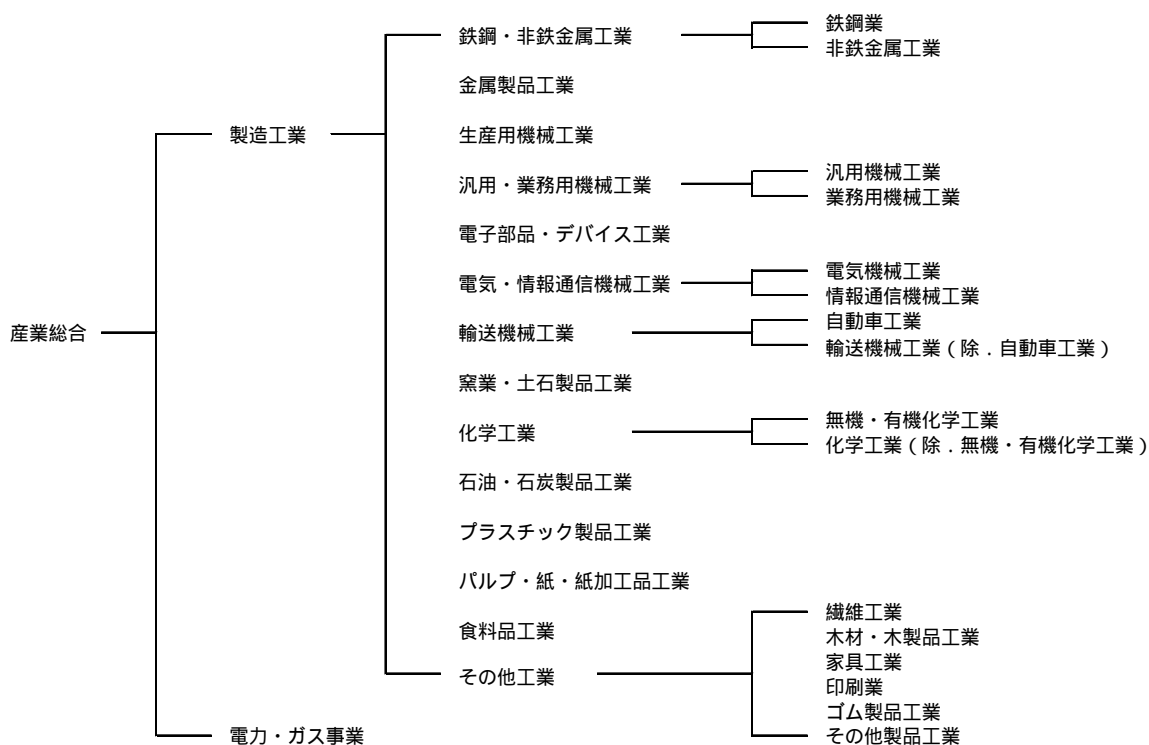 産業総合
製造工業
鉄鋼・非鉄金属工業
鉄鋼業
非鉄金属工業
金属製品工業
生産用機械工業
汎用・業務用機械工業
汎用機械工業
業務用機械工業
電子部品・デバイス工業
電気・情報通信機械工業
電気機械工業
情報通信機械工業
輸送機械工業
自動車工業
輸送機械工業（除．自動車工業）
窯業・土石製品工業
化学工業
無機・有機化学工業
化学工業（除．無機・有機化学工業）
石油・石炭製品工業
プラスチック製品工業
パルプ・紙・紙加工品工業
食料品工業
その他工業
繊維工業
木材・木製品工業
家具工業
印刷業
ゴム製品工業
その他製品工業
電力・ガス事業